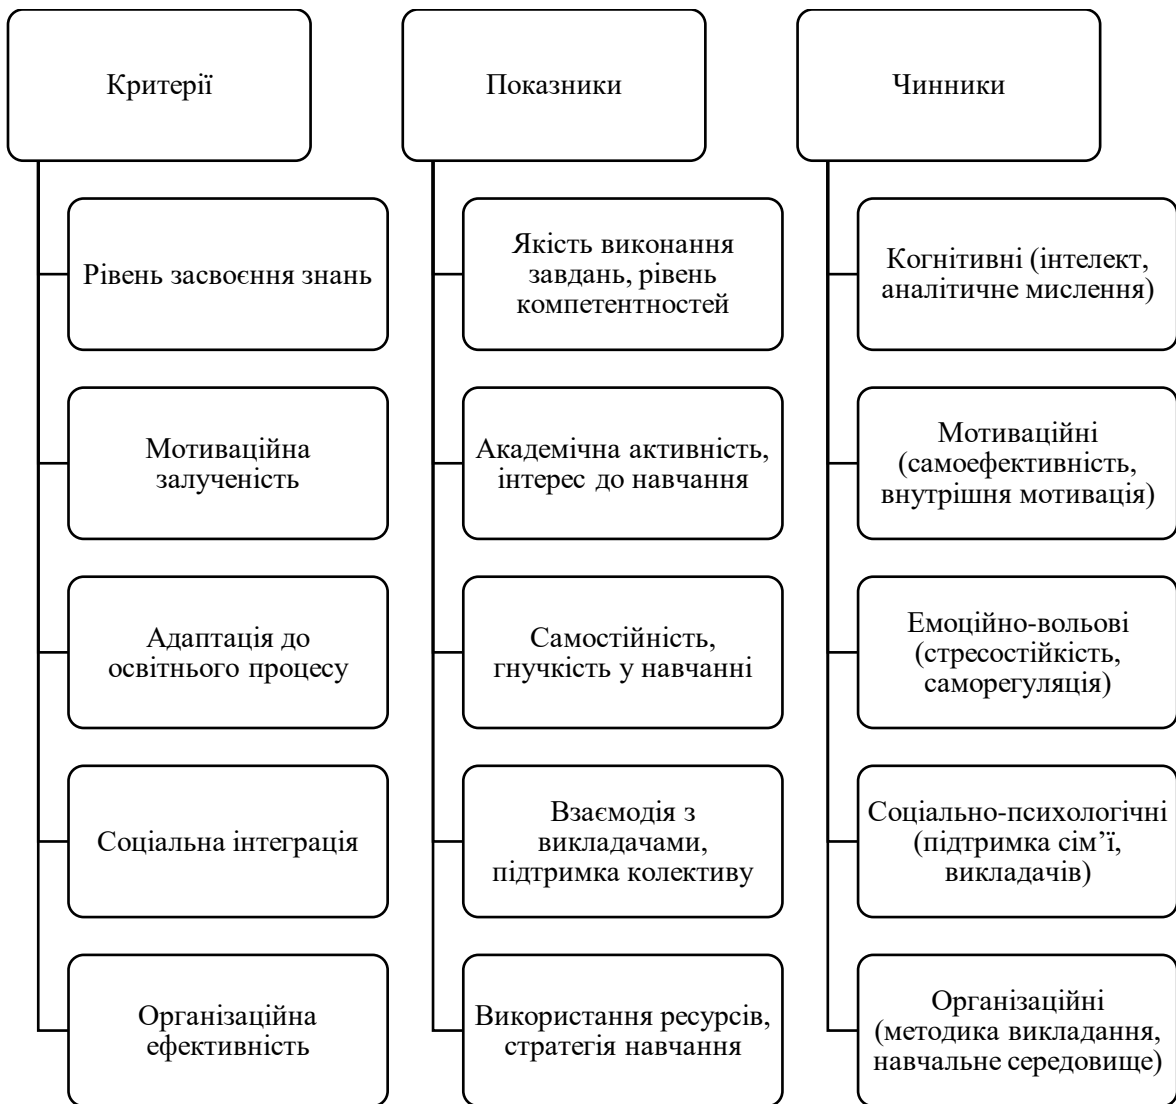 Критерії
Рівень засвоєння знань
Мотиваційна
залученість
Адаптація до
освітнього процесу
Соціальна інтеграція
Організаційна
ефективність
Показники
Якість виконання
завдань, рівень
компетентностей
Академічна активність,
інтерес до навчання
Самостійність,
гнучкість у навчанні
Взаємодія з
викладачами,
підтримка колективу
Використання ресурсів,
стратегія навчання
Чинники
Когнітивні (інтелект,
аналітичне мислення)
Мотиваційні
(самоефективність,
внутрішня мотивація)
Емоційно-вольові
(стресостійкість,
саморегуляція)
Соціально-психологічні
(підтримка сім’ї,
викладачів)
Організаційні
(методика викладання,
навчальне середовище)